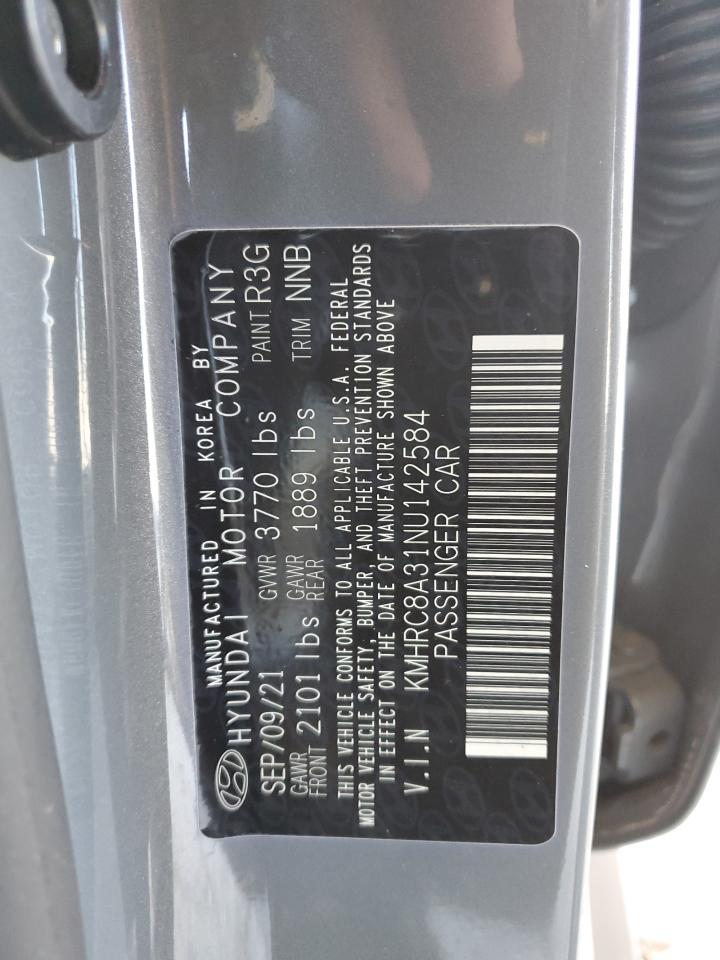 MANUFACTURED IN KOREA BY
HYUNDAI MOTOR COMPANY
SEP/09/21 GVWR 3770 lbs PAINT R3G
GAWR FRONT 2101 lbs GAWR REAR 1889 lbs TRIM NNB
THIS VEHICLE CONFORMS TO ALL APPLICABLE U.S.A. FEDERAL
MOTOR VEHICLE SAFETY, BUMPER, AND THEFT PREVENTION STANDARDS
IN EFFECT ON THE DATE OF MANUFACTURE SHOWN ABOVE
V.I.N KMHRC8A31NU142584
PASSENGER CAR